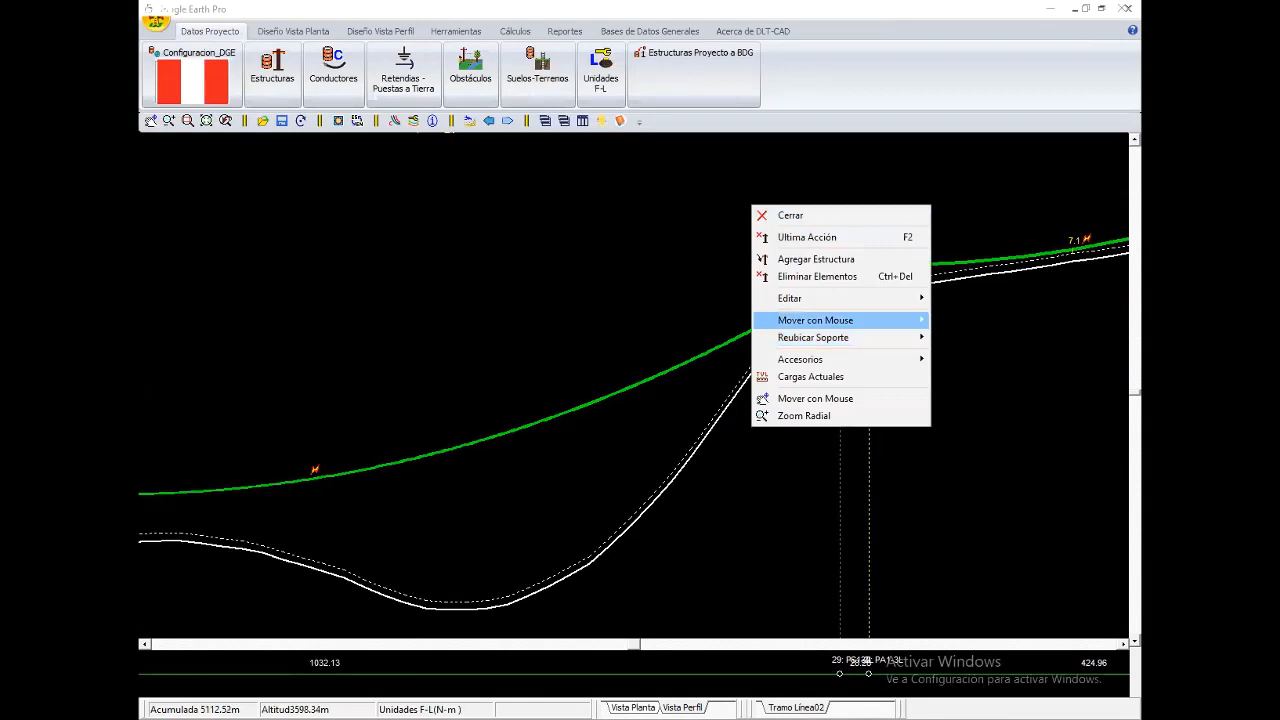 ogle Earth Pro
Datos Proyecto
Diseño Vista Planta
Diseño Vista Perfil
Herramientas
Cálculos
Reportes
Bases de Datos Generales
Acerca de DLT-CAD
Configuracion_DGE
Estructuras
Conductores
Retendias -
Puestas a Tierra
Obstáculos
Suelos-Terrenos
Unidades
F-L
Estructuras Proyecto a BDG
Cerrar
Ultima Acción F2
Agregar Estructura
Eliminar Elementos Ctrl+Del
Editar
Mover con Mouse
Reubicar Soporte
Accesorios
Cargas Actuales
Mover con Mouse
Zoom Radial
7.1
1032.13
424.96
Activar Windows
Ve a Configuración para activar Windows.
Acumulada 5112.52m
Altitud3598.34m
Unidades F-L(N-m )
Vista Planta
Vista Perfil
Tramo Línea02